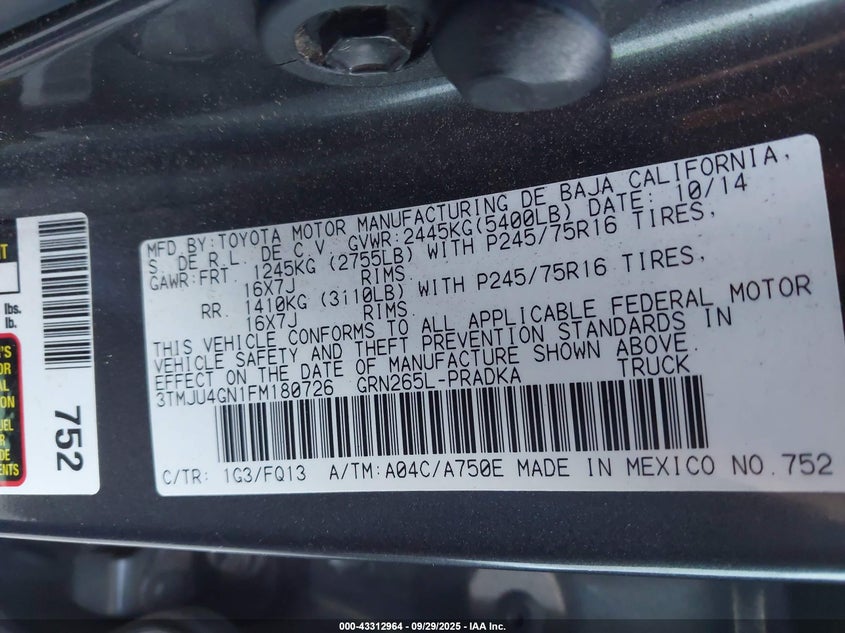 MFD.BY:TOYOTA MOTOR MANUFACTURING DE BAJA CALIFORNIA,
S. DE R.L. DE C.V. GVWR:2445KG(5400LB) DATE: 10/14
GAWR:FRT. 1245KG (2755LB) WITH P245/75R16 TIRES,
16X7J RIMS
RR. 1410KG (3110LB) WITH P245/75R16 TIRES,
16X7J RIMS
THIS VEHICLE CONFORMS TO ALL APPLICABLE FEDERAL MOTOR
VEHICLE SAFETY AND THEFT PREVENTION STANDARDS IN
EFFECT ON THE DATE OF MANUFACTURE SHOWN ABOVE.
3TMJU4GN1FM180726 GRN265L-PRADKA TRUCK
C/TR: 1G3/FQ13 A/TM:A04C/A750E MADE IN MEXICO NO.752
lbs.
lb.
752
000-43312964 - 09/29/2025 - IAA Inc.